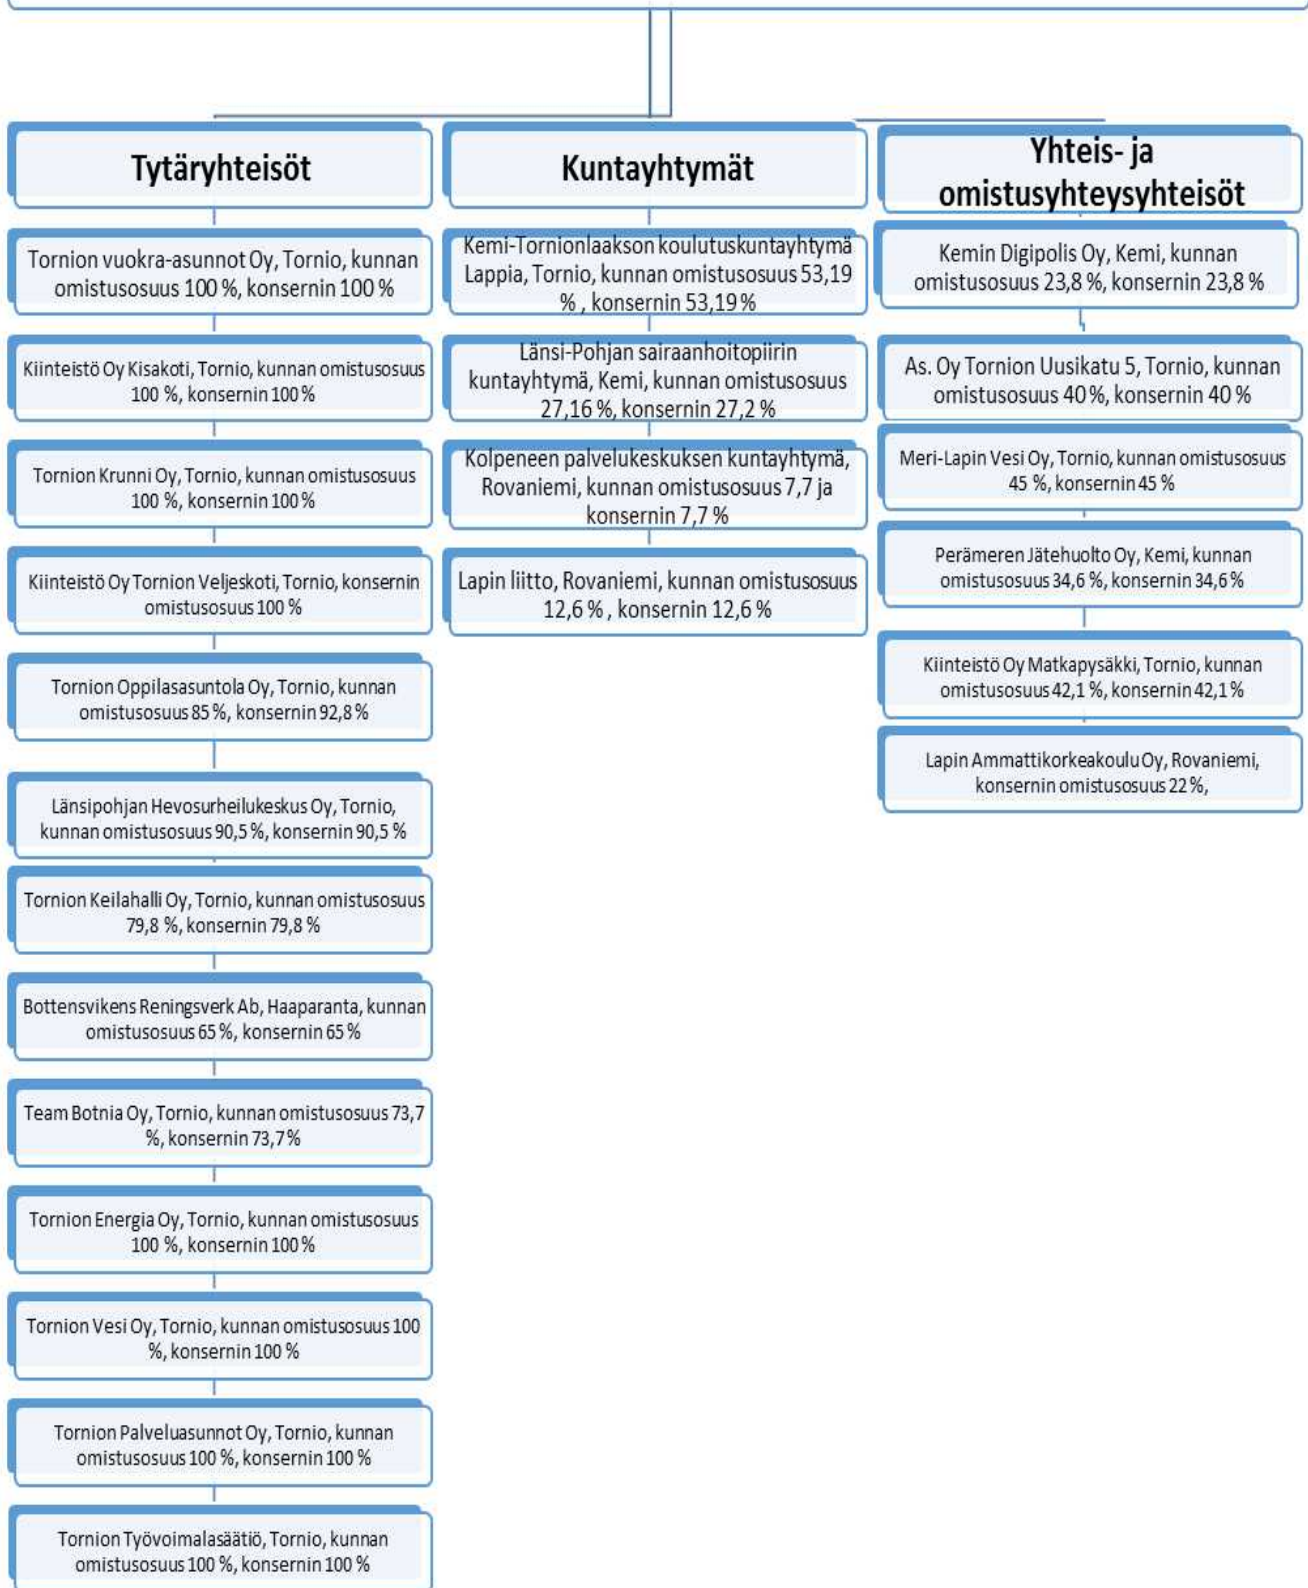 Tytäryhteisöt
Tornion vuokra-asunnot Oy, Tornio, kunnan
omistusosuus 100 %, konsernin 100 %
Kiinteistö Oy Kisakoti, Tornio, kunnan omistusosuus
100 %, konsernin 100 %
Tornion Krunni Oy, Tornio, kunnan omistusosuus
100 %, konsernin 100 %
Kiinteistö Oy Tornion Veljeskoti, Tornio, konsernin
omistusosuus 100 %
Tornion Oppilasasuntola Oy, Tornio, kunnan
omistusosuus 85 %, konsernin 92,8 %
Länsipohjan Hevosurheilukeskus Oy, Tornio,
kunnan omistusosuus 90,5 %, konsernin 90,5 %
Tornion Keilahalli Oy, Tornio, kunnan omistusosuus
79,8 %, konsernin 79,8 %
Bottensvikens Reningsverk Ab, Haaparanta, kunnan
omistusosuus 65 %, konsernin 65 %
Team Botnia Oy, Tornio, kunnan omistusosuus 73,7
%, konsernin 73,7 %
Tornion Energia Oy, Tornio, kunnan omistusosuus
100 %, konsernin 100 %
Tornion Vesi Oy, Tornio, kunnan omistusosuus 100
%, konsernin 100 %
Tornion Palveluasunnot Oy, Tornio, kunnan
omistusosuus 100 %, konsernin 100 %
Tornion Työvoimalasäätiö, Tornio, kunnan
omistusosuus 100 %, konsernin 100 %
Kuntayhtymät
Kemi-Tornionlaakson koulutuskuntayhtymä
Lappia, Tornio, kunnan omistusosuus 53,19
% , konsernin 53,19 %
Länsi-Pohjan sairaanhoitopiirin
kuntayhtymä, Kemi, kunnan omistusosuus
27,16 %, konsernin 27,2 %
Kolpeneen palvelukeskuksen kuntayhtymä,
Rovaniemi, kunnan omistusosuus 7,7 ja
konsernin 7,7 %
Lapin liitto, Rovaniemi, kunnan omistusosuus
12,6 % , konsernin 12,6 %
Yhteis- ja
omistusyhteysyhteisöt
Kemin Digipolis Oy, Kemi, kunnan
omistusosuus 23,8 %, konsernin 23,8 %
As. Oy Tornion Uusikatu 5, Tornio, kunnan
omistusosuus 40 %, konsernin 40 %
Meri-Lapin Vesi Oy, Tornio, kunnan omistusosuus
45 %, konsernin 45 %
Perämeren Jätehuolto Oy, Kemi, kunnan
omistusosuus 34,6 %, konsernin 34,6 %
Kiinteistö Oy Matkapysäkki, Tornio, kunnan
omistusosuus 42,1 %, konsernin 42,1 %
Lapin Ammattikorkeakoulu Oy, Rovaniemi,
konsernin omistusosuus 22 %,